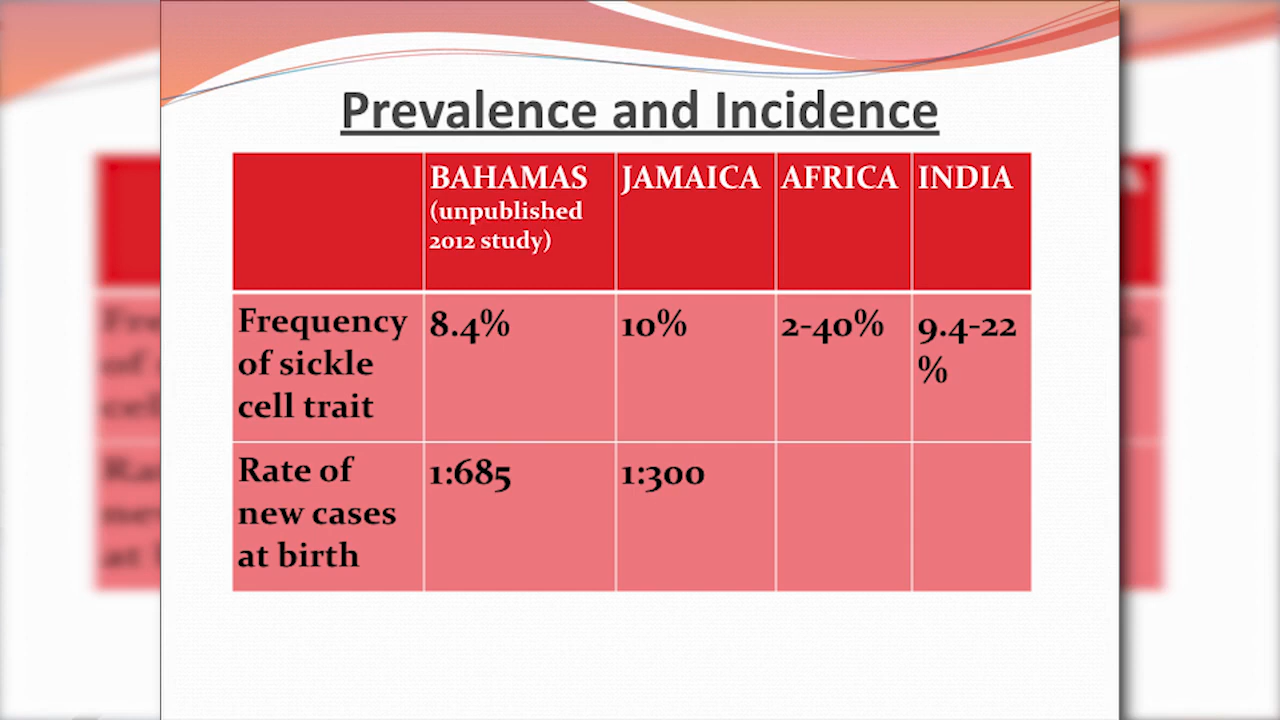 Prevalence and Incidence
BAHAMAS
(unpublished
2012 study)
JAMAICA
AFRICA
INDIA
Frequency
of sickle
cell trait
8.4%
10%
2-40%
9.4-22
%
Rate of
new cases
at birth
1:685
1:300